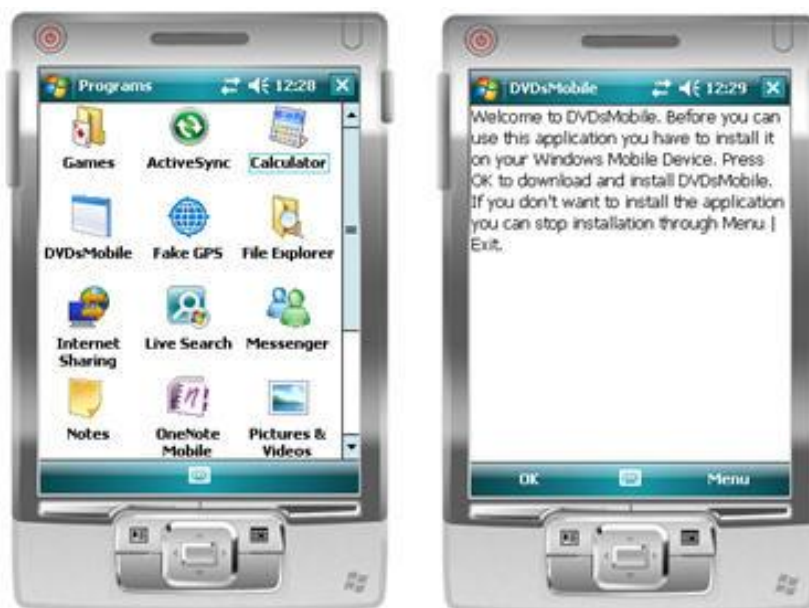 Programs 12:28
Games ActiveSync Calculator
DVDsMobile Fake GPS File Explorer
Internet Sharing Live Search Messenger
Notes OneNote Mobile Pictures & Videos
DVDsMobile 12:29
Welcome to DVDsMobile. Before you can
use this application you have to install it
on your Windows Mobile Device. Press
OK to download and install DVDsMobile.
If you don't want to install the application
you can stop installation through Menu |
Exit.
OK Menu